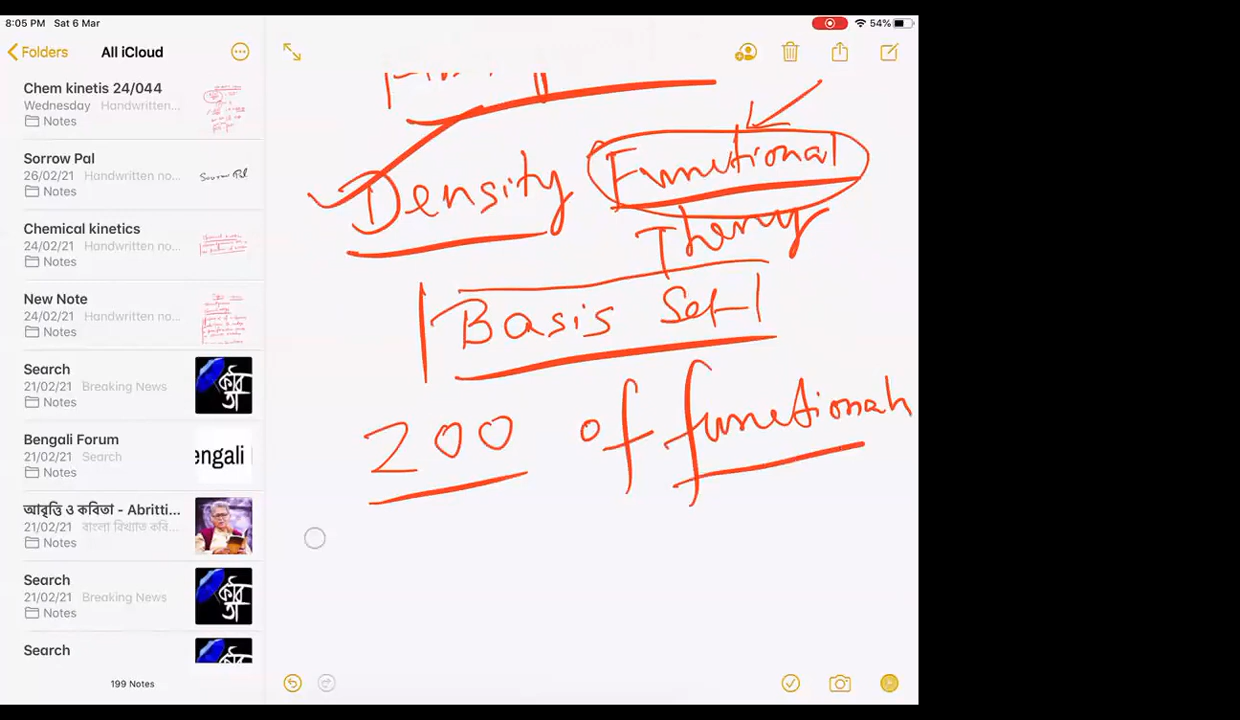 8:05 PM Sat 6 Mar 54%
Folders All iCloud
Chem kinetis 24/044
Wednesday Handwritten...
Notes
Sorrow Pal
26/02/21 Handwritten no...
Notes
Sorrow Pal
Chemical kinetics
24/02/21 Handwritten no...
Notes
New Note
24/02/21 Handwritten no...
Notes
Search
21/02/21 Breaking News
Notes
Bengali Forum
21/02/21 Search
Notes
engali
আবৃত্তি ও কবিতা - Abritti...
21/02/21 বাংলা বিখ্যাত কবি...
Notes
Search
21/02/21 Breaking News
Notes
Search
199 Notes
Density Functional
Theory
Basis Set
200 of functionals